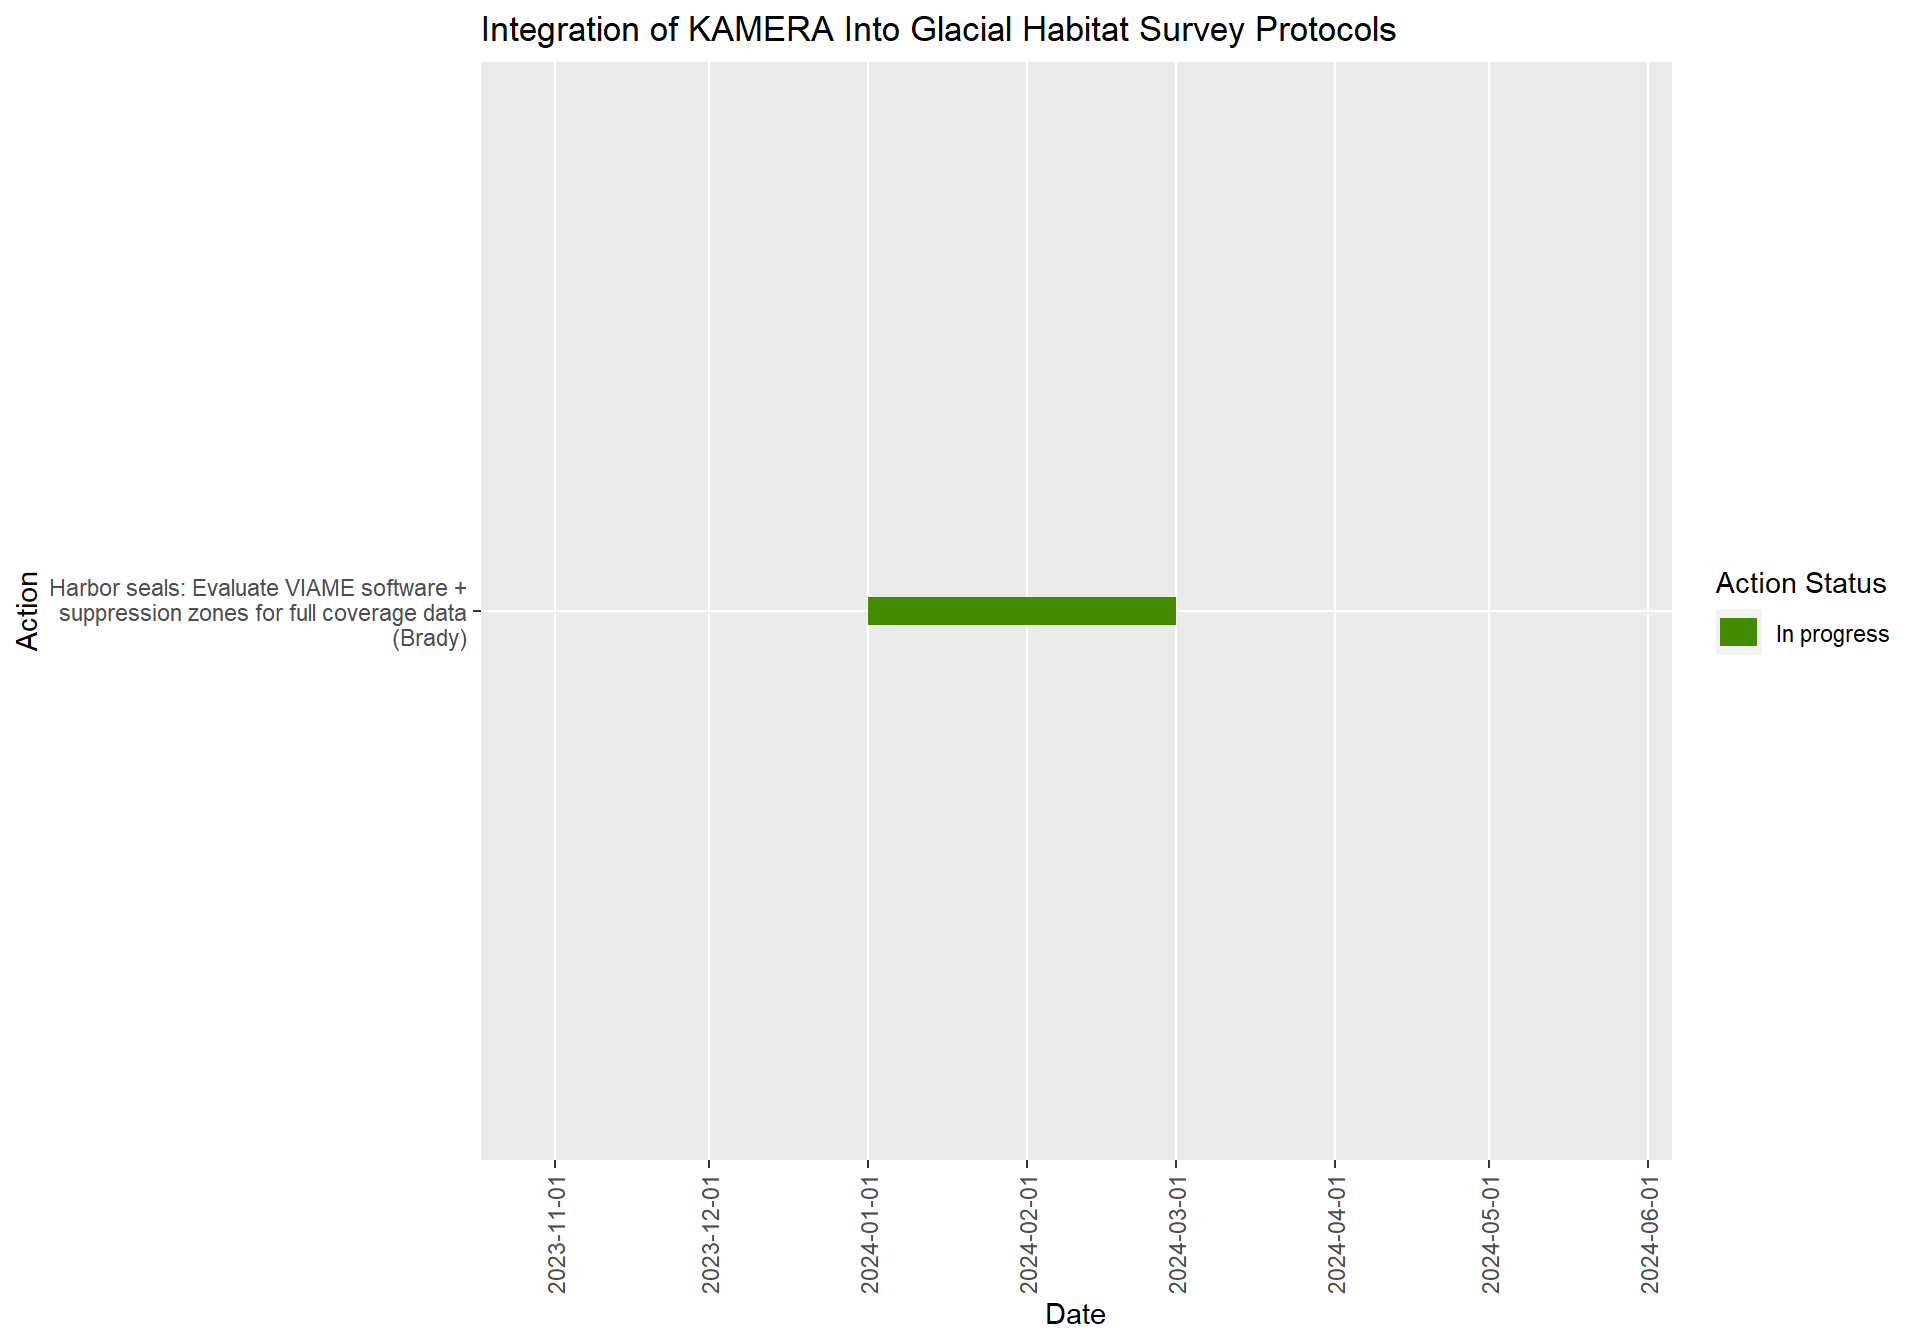 Integration of KAMERA Into Glacial Habitat Survey Protocols
Action
Harbor seals: Evaluate VIAME software +
suppression zones for full coverage data
(Brady)
Action Status
In progress
2023-11-01
2023-12-01
2024-01-01
2024-02-01
2024-03-01
2024-04-01
2024-05-01
2024-06-01
Date